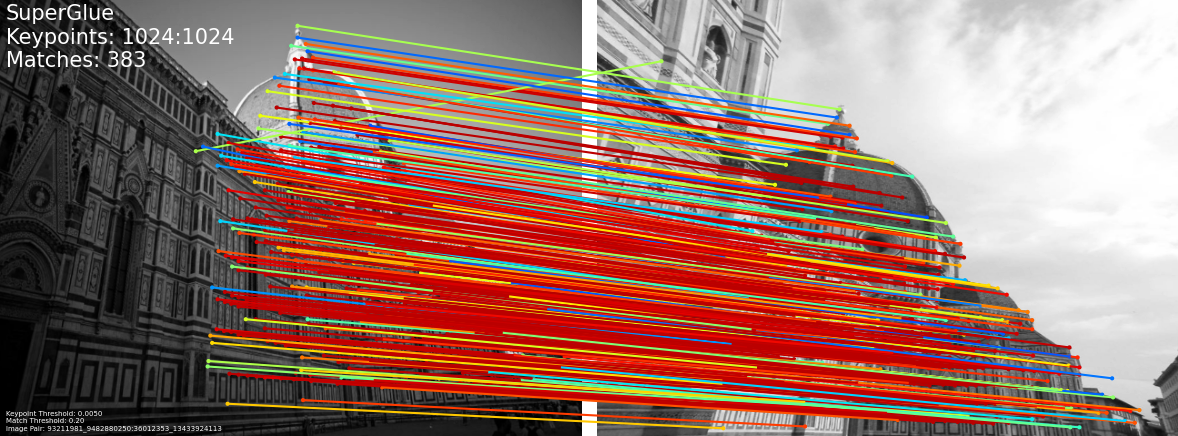 SuperGlue
Keypoints: 1024:1024
Matches: 383
Keypoint Threshold: 0.0050
Match Threshold: 0.20
Image Pair: 93211981_9482880250:36012353_13433924113